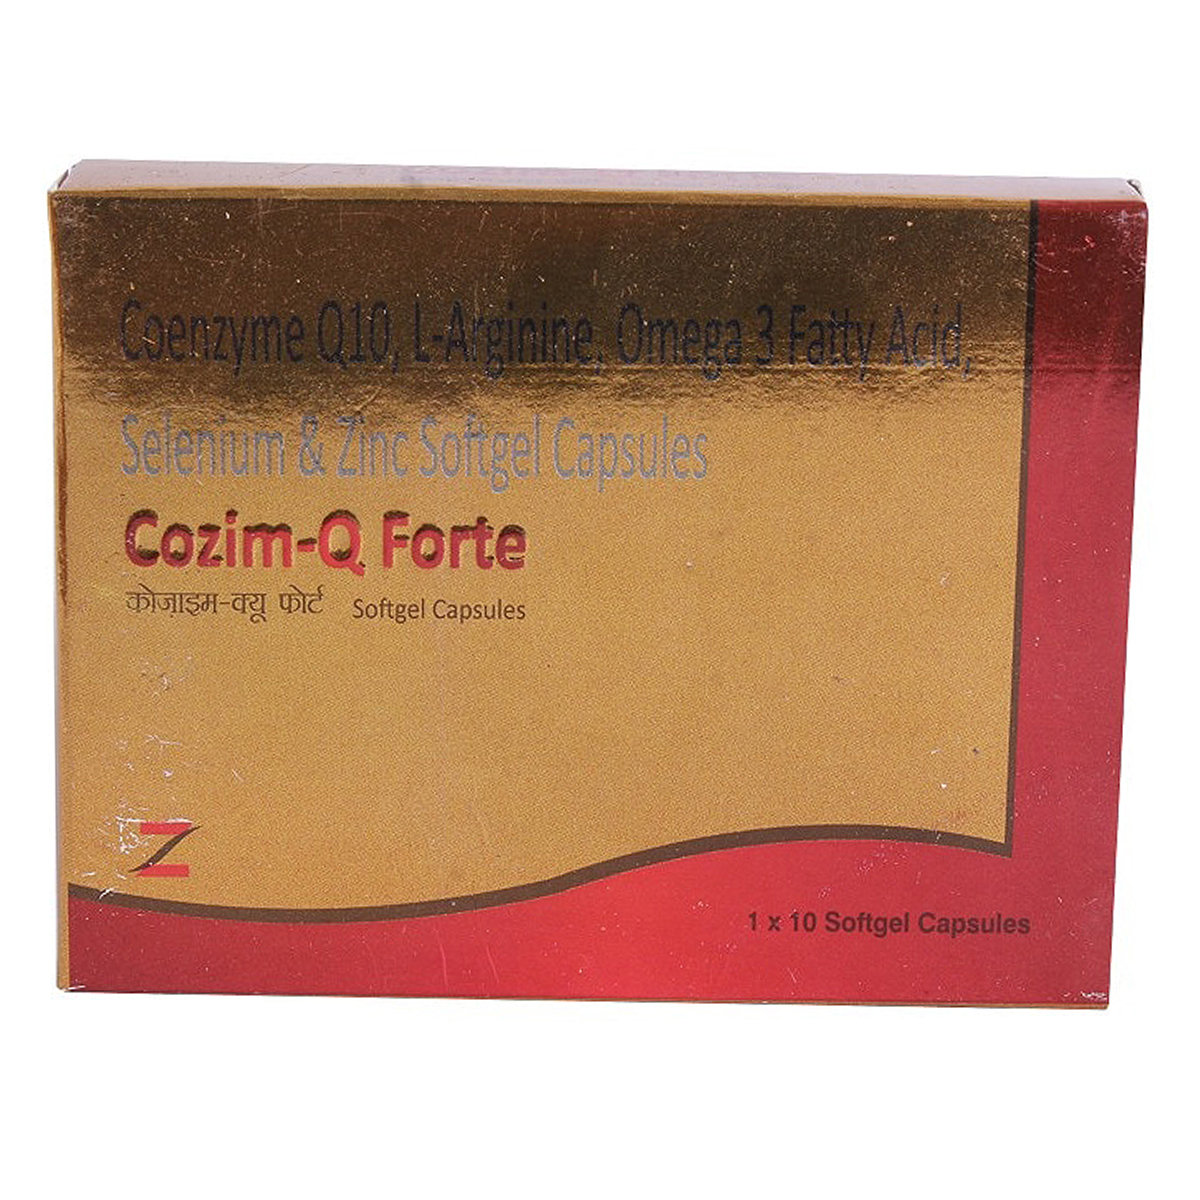 Coenzyme Q10, L-Arginine, Omega 3 Fatty Acid,
Selenium & Zinc Softgel Capsules
Cozim-Q Forte
कोज़ाइम-क्यू फोर्ट Softgel Capsules
Z
1 x 10 Softgel Capsules